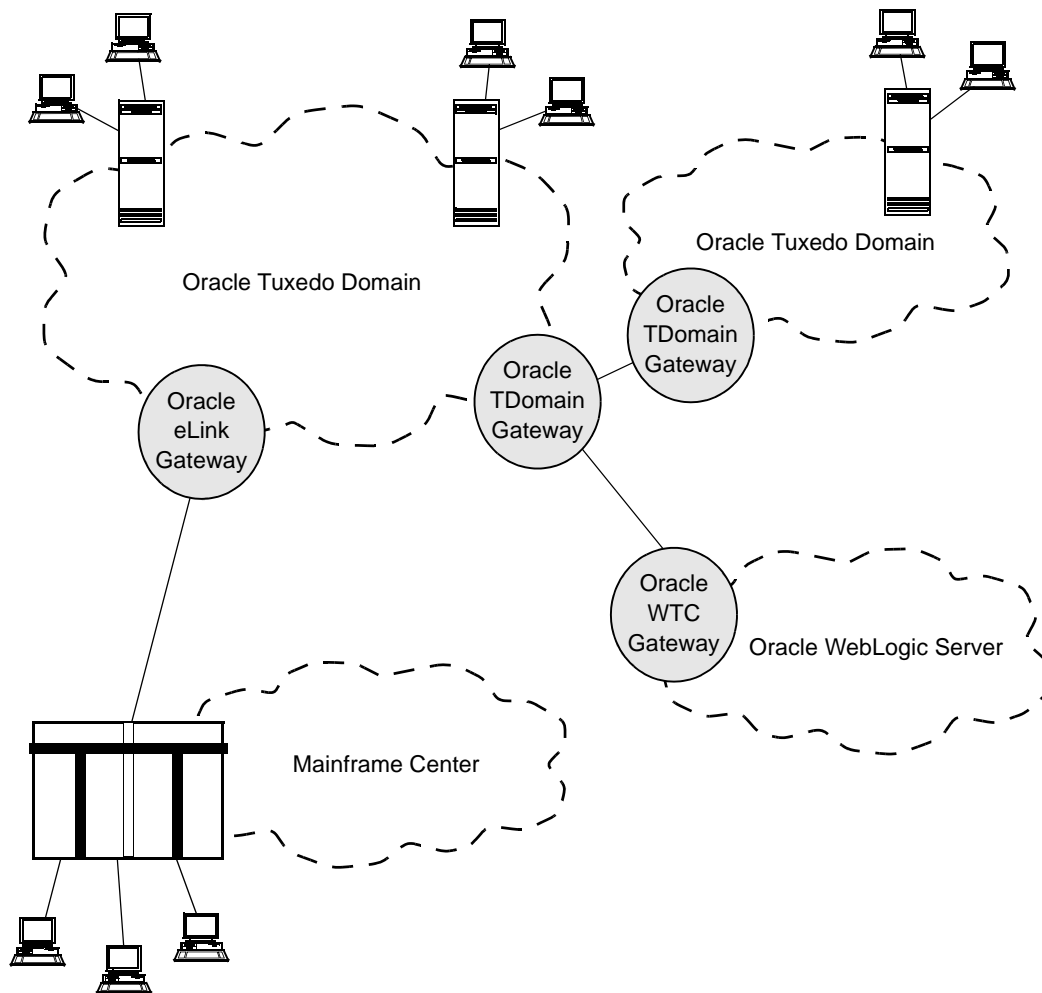 Oracle Tuxedo Domain
Oracle Tuxedo Domain
Oracle
TDomain
Gateway
Oracle
TDomain
Gateway
Oracle
eLink
Gateway
Oracle
WTC
Gateway
Oracle WebLogic Server
Mainframe Center